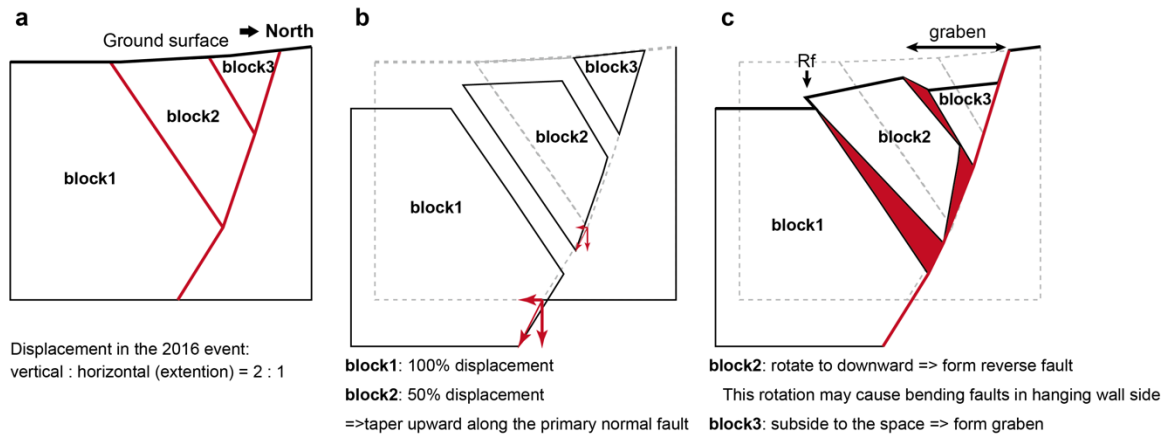 a
Ground surface
North
block3
block2
block1
Displacement in the 2016 event:
vertical : horizontal (extention) = 2 : 1
b
block3
block2
block1
block1: 100% displacement
block2: 50% displacement
=>taper upward along the primary normal fault
c
graben
Rf
block3
block2
block1
block2: rotate to downward => form reverse fault
This rotation may cause bending faults in hanging wall side
block3: subside to the space => form graben